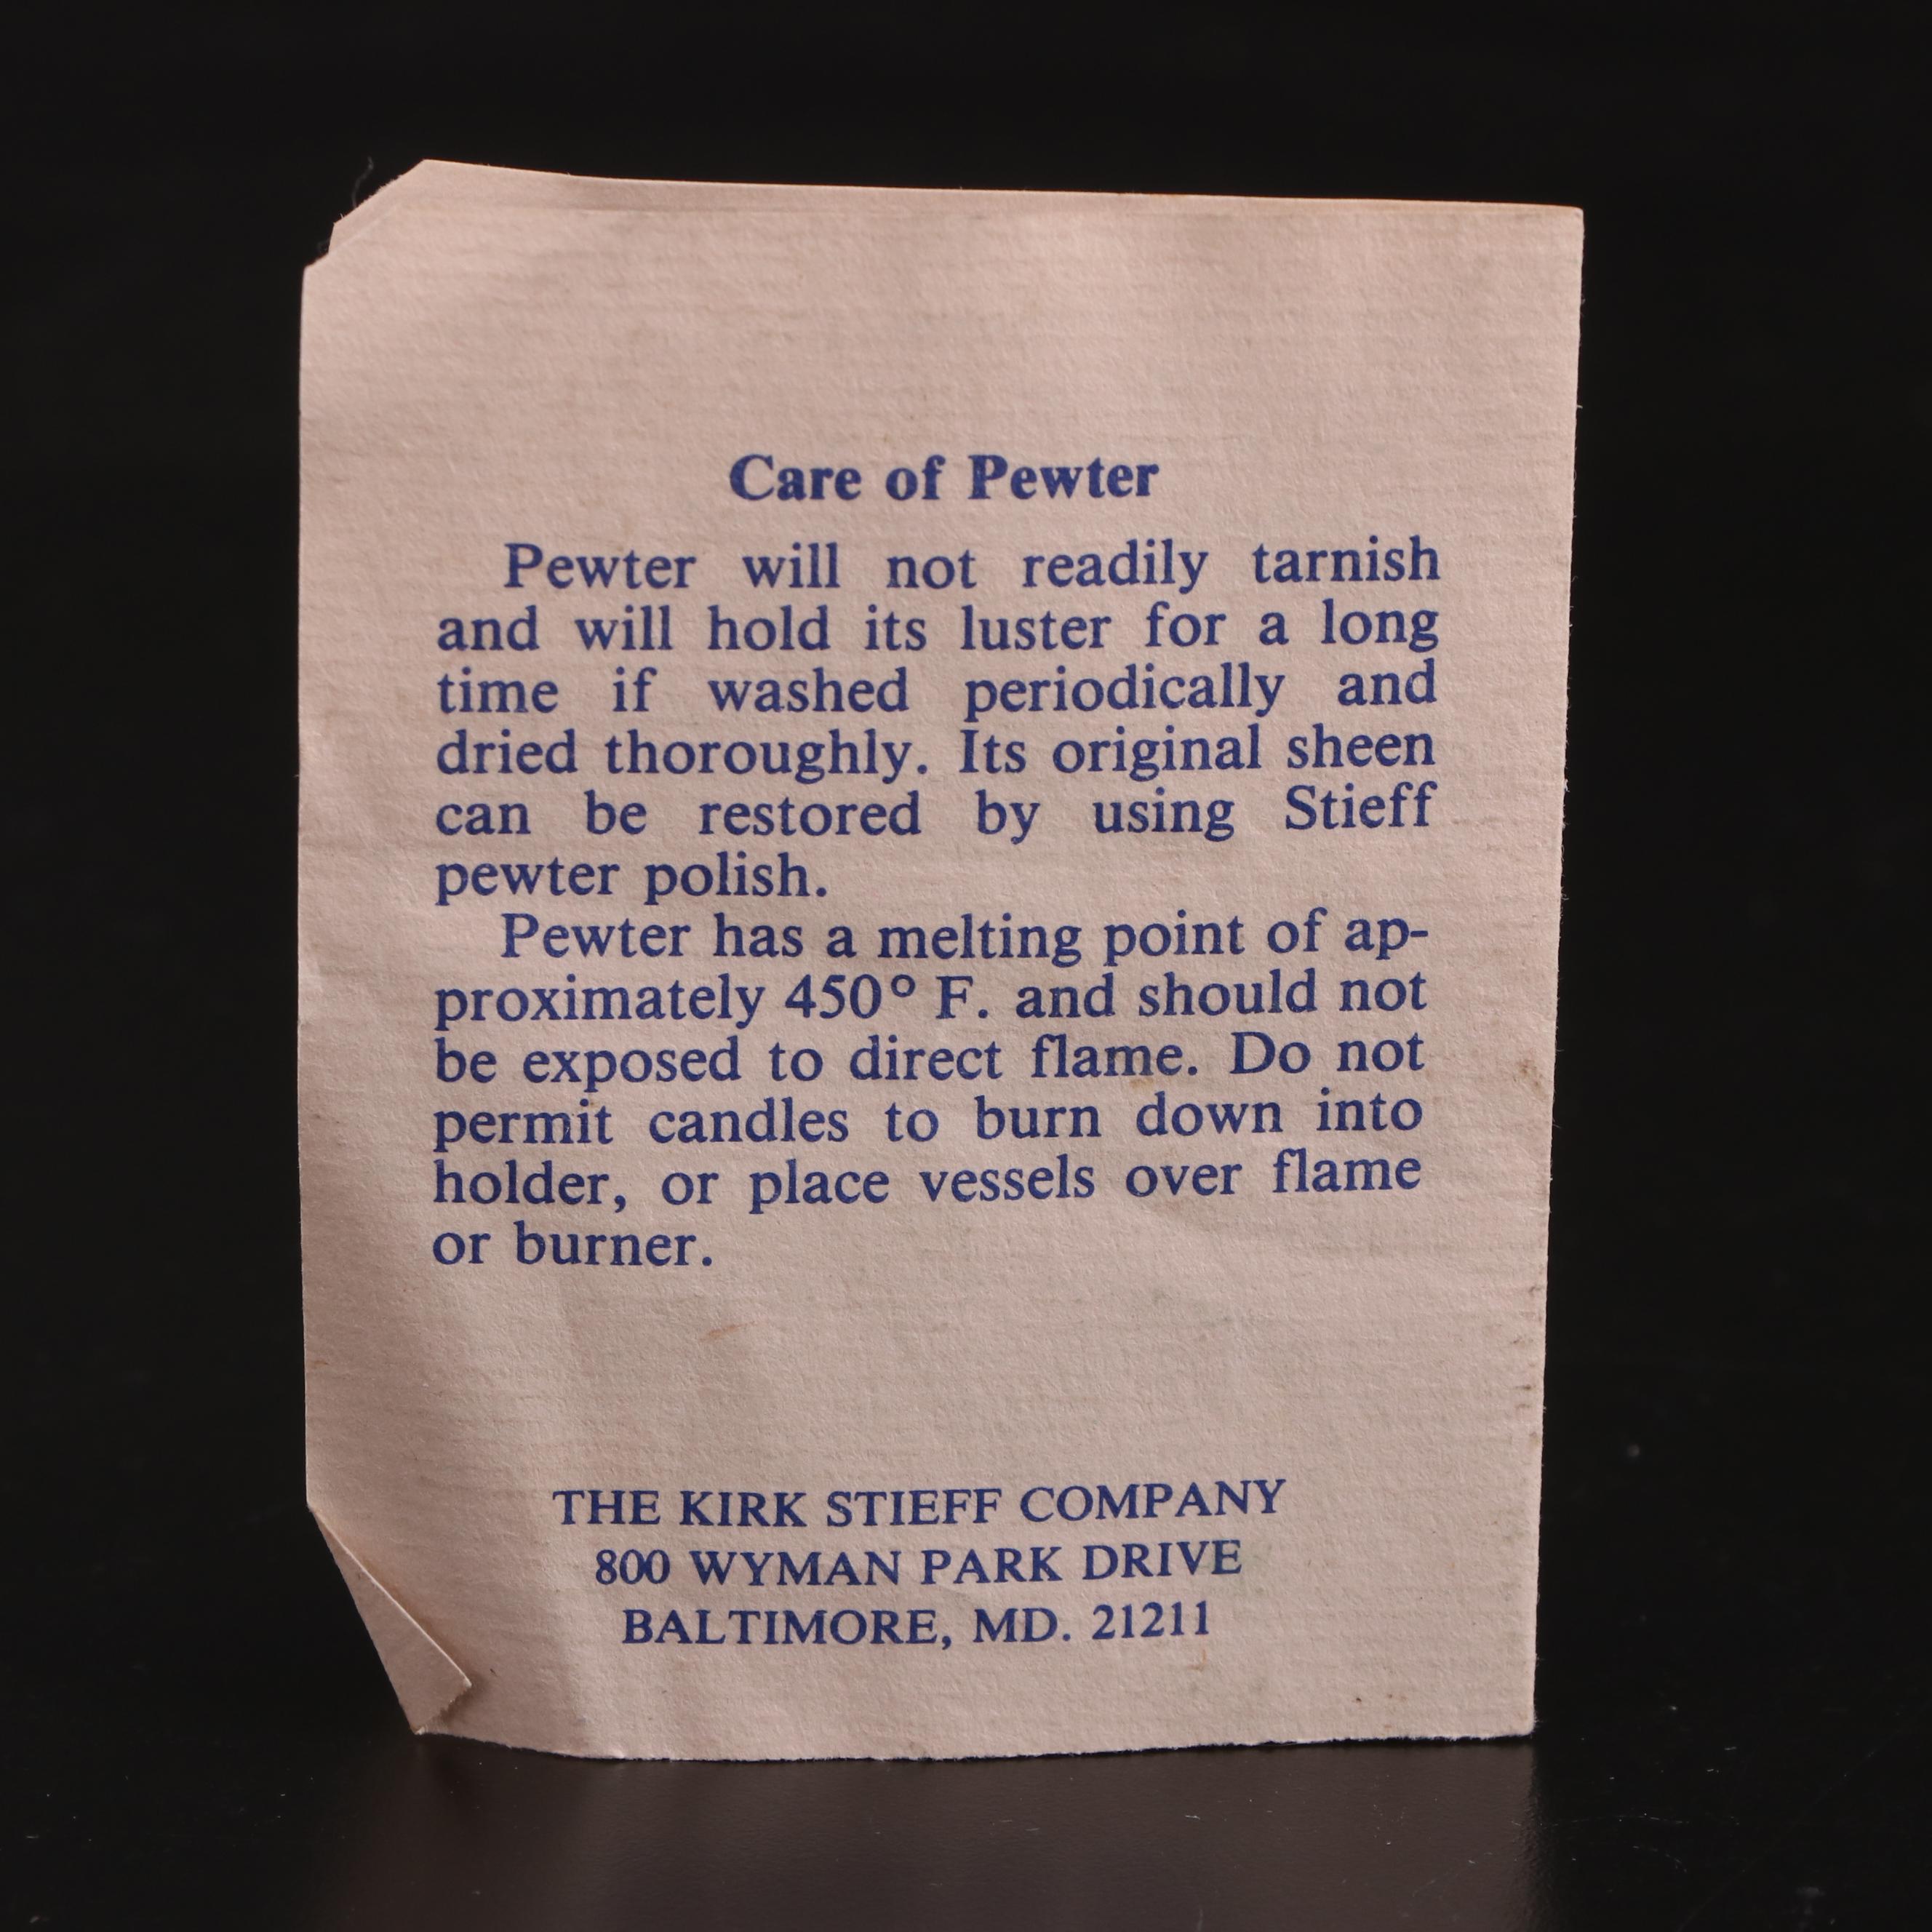 Care of Pewter
Pewter will not readily tarnish
and will hold its luster for a long
time if washed periodically and
dried thoroughly. Its original sheen
can be restored by using Stieff
pewter polish.
Pewter has a melting point of ap-
proximately 450° F. and should not
be exposed to direct flame. Do not
permit candles to burn down into
holder, or place vessels over flame
or burner.
THE KIRK STIEFF COMPANY
800 WYMAN PARK DRIVE
BALTIMORE, MD. 21211